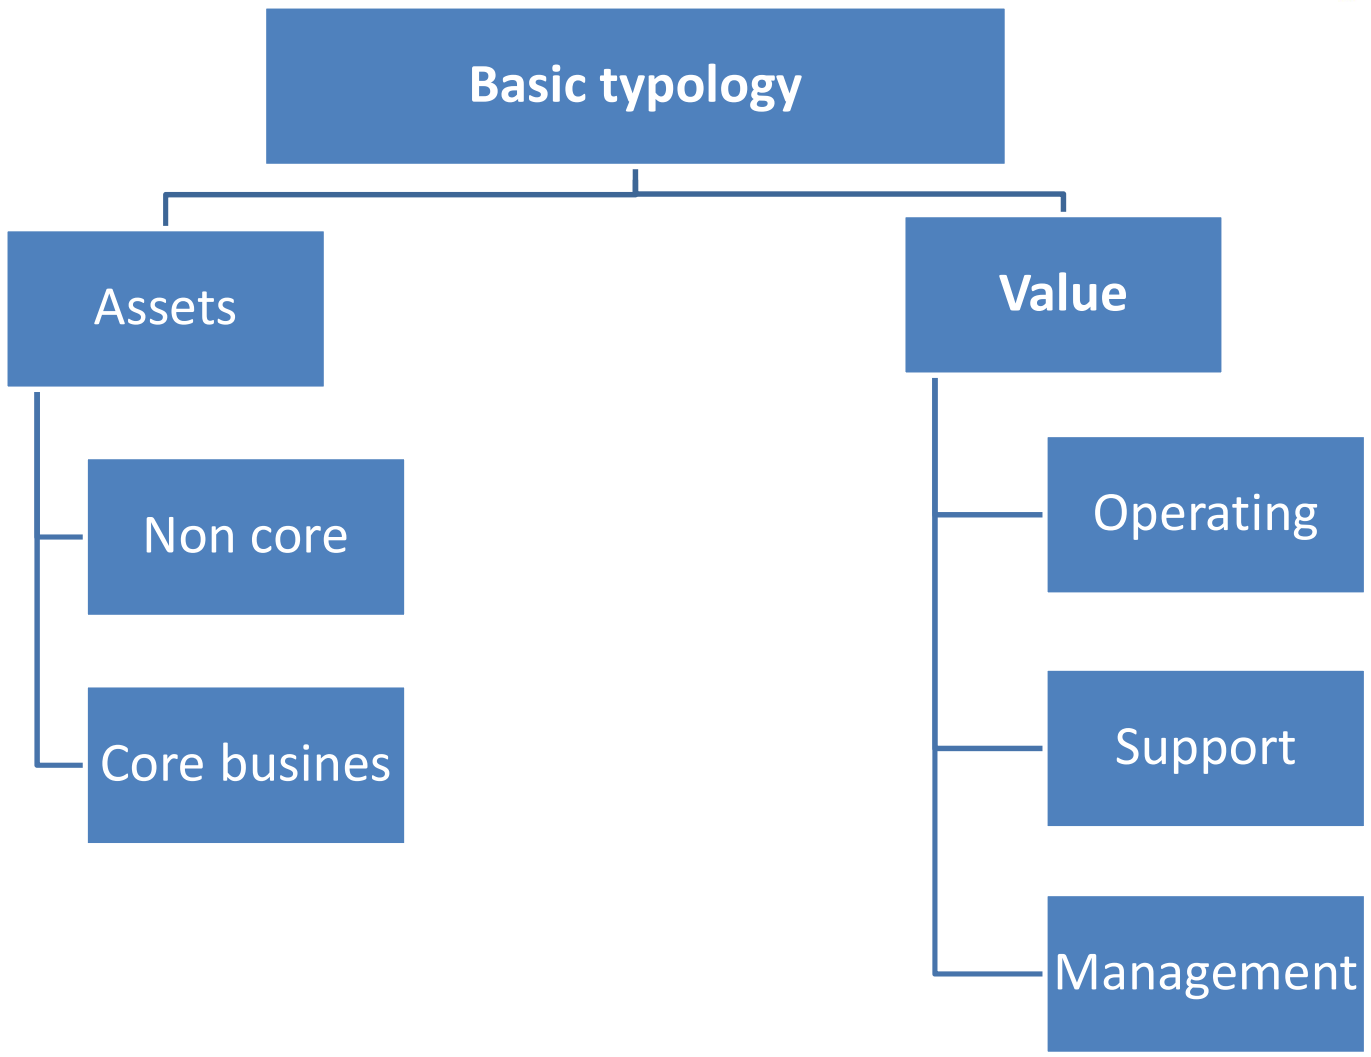 Basic typology
Assets
Non core
Core busines
Value
Operating
Support
Management